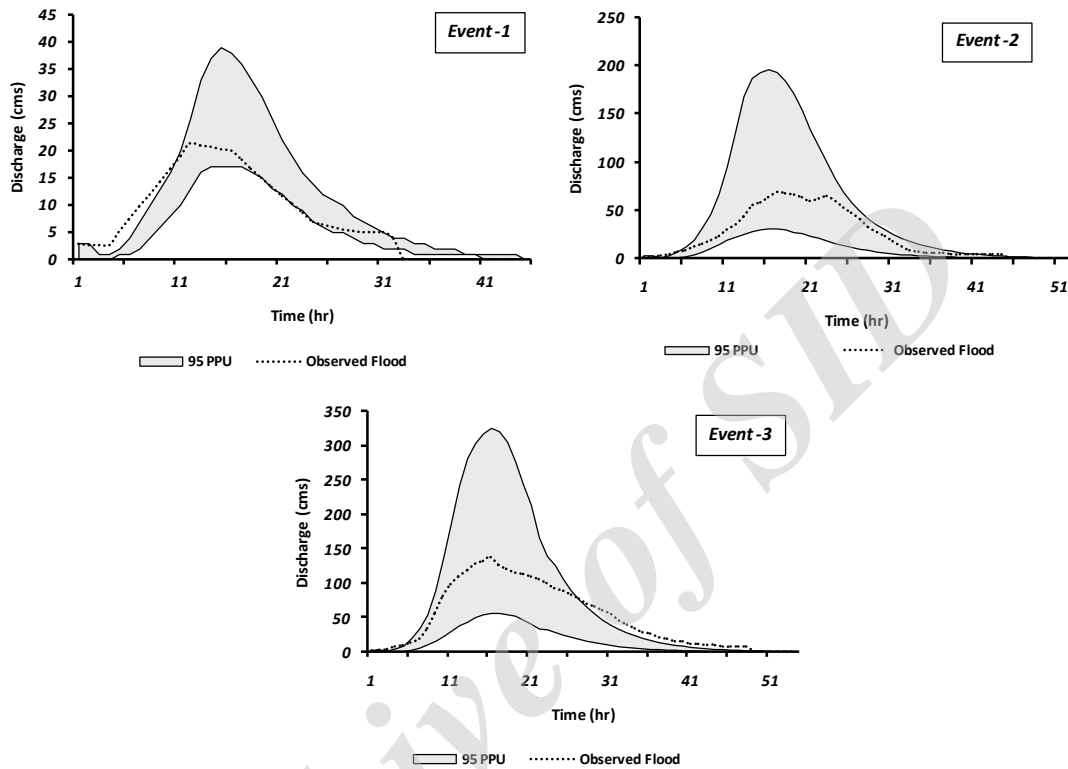 Event -1
Discharge (cms)
45
40
35
30
25
20
15
10
5
0
1 11 21 31 41
Time (hr)
95 PPU Observed Flood
Event -2
Discharge (cms)
250
200
150
100
50
0
1 11 21 31 41 51
Time (hr)
95 PPU Observed Flood
Event -3
Discharge (cms)
350
300
250
200
150
100
50
0
1 11 21 31 41 51
Time (hr)
95 PPU Observed Flood
ive of SID